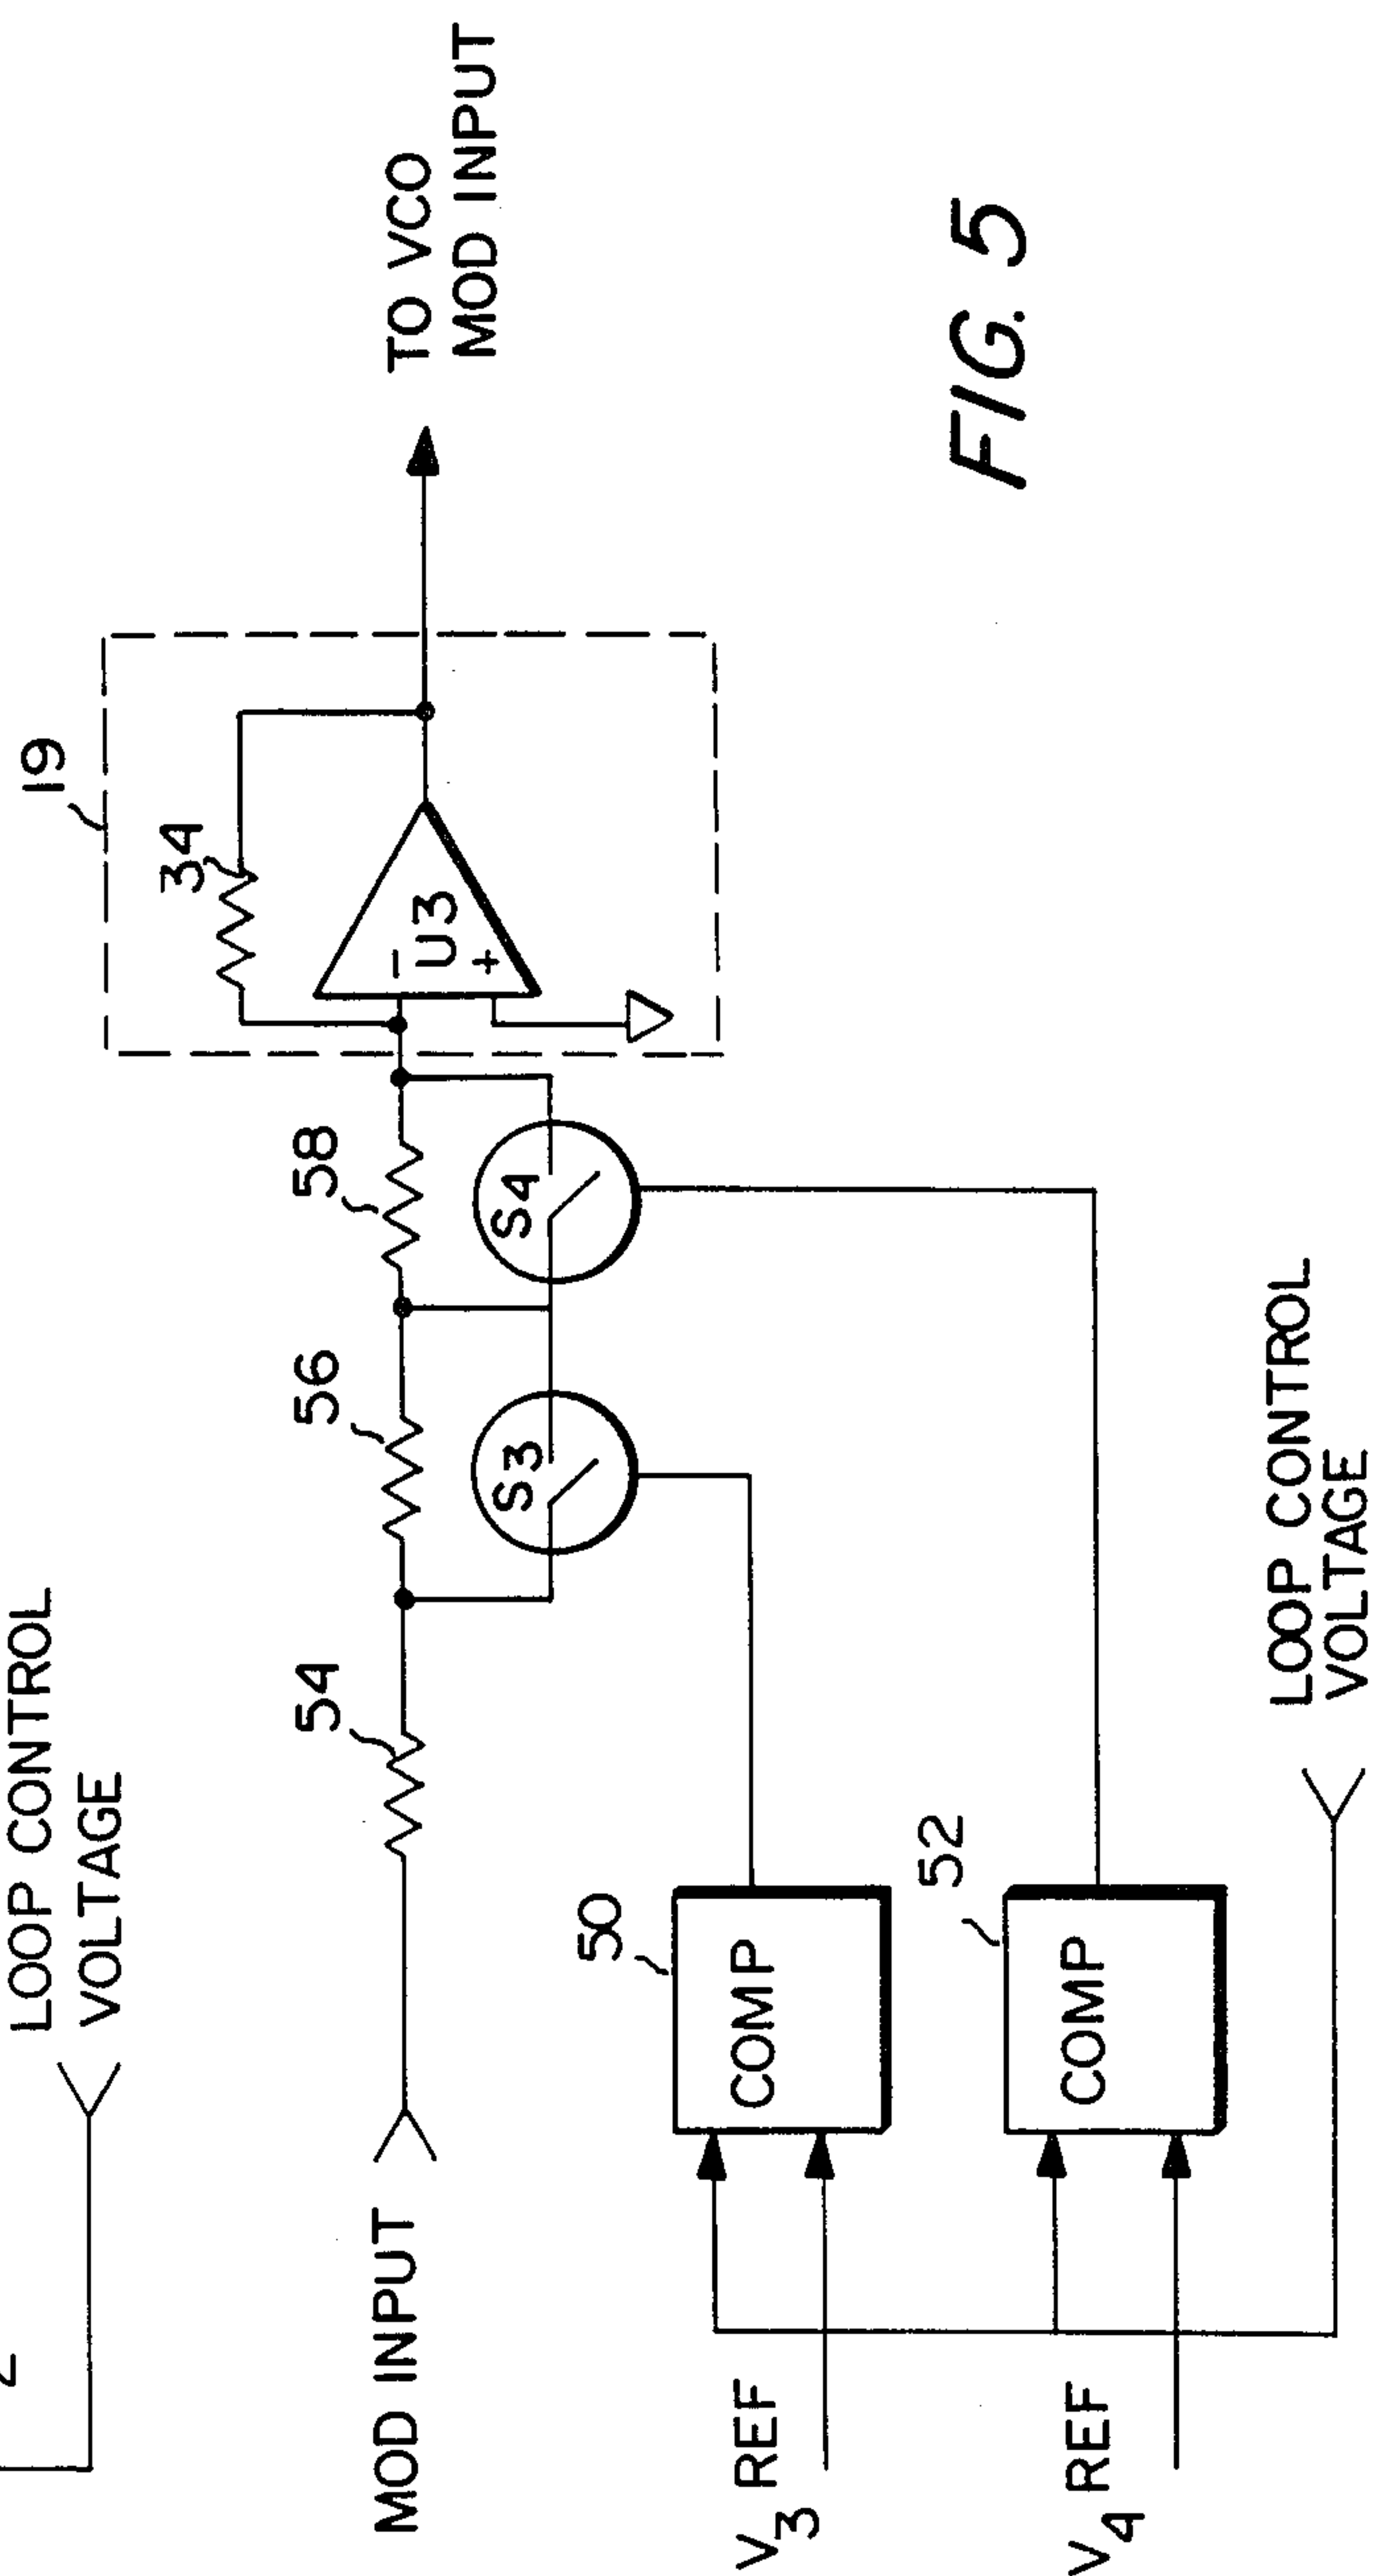 LOOP CONTROL
VOLTAGE
19
34
TO VCO
MOD INPUT
MOD INPUT
54
56
58
S3
S4
−
U3
+
50
COMP
V3 REF
52
COMP
V4 REF
LOOP CONTROL
VOLTAGE
FIG. 5